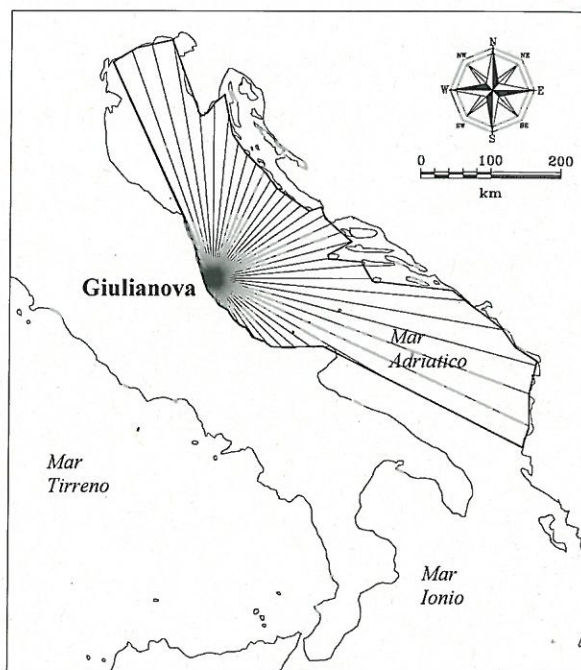 N
NW
NE
W
E
SW
SE
S
0 100 200
km
Giulianova
Mar
Adriatico
Mar
Tirreno
Mar
Ionio